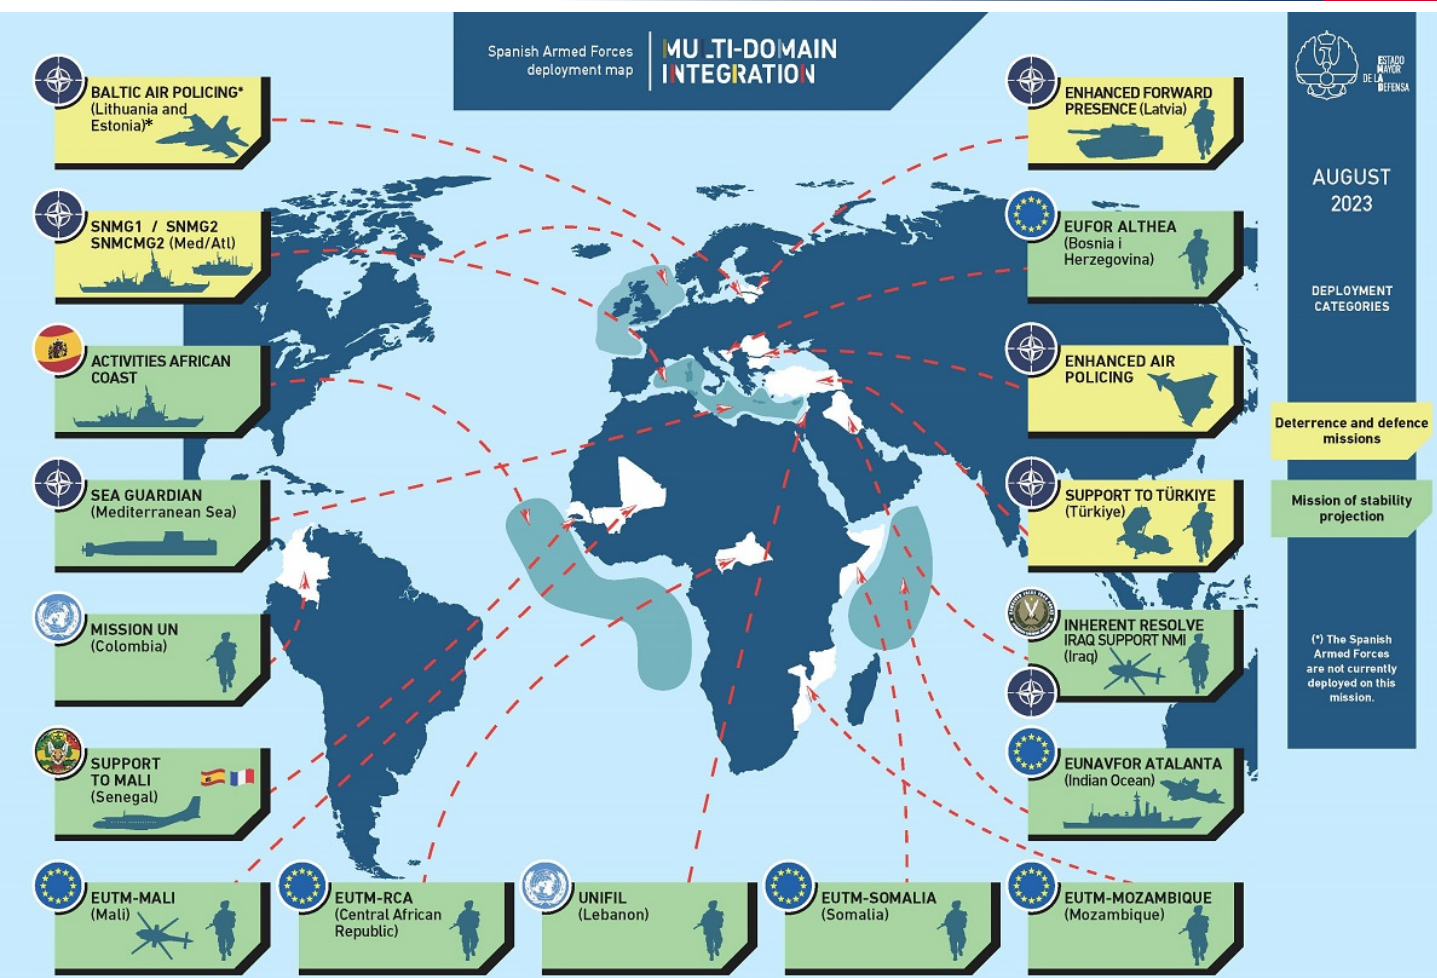 Spanish Armed Forces
deployment map
MULTI-DOMAIN
INTEGRATION
ESTADO
MAYOR
DE LA DEFENSA
BALTIC AIR POLICING*
(Lithuania and
Estonia)*
SNMG1 / SNMG2
SNMCMG2 (Med/Atl)
ACTIVITIES AFRICAN
COAST
SEA GUARDIAN
(Mediterranean Sea)
MISSION UN
(Colombia)
SUPPORT
TO MALI
(Senegal)
EUTM-MALI
(Mali)
EUTM-RCA
(Central African
Republic)
UNIFIL
(Lebanon)
EUTM-SOMALIA
(Somalia)
EUTM-MOZAMBIQUE
(Mozambique)
ENHANCED FORWARD
PRESENCE (Latvia)
EUFOR ALTHEA
(Bosnia i
Herzegovina)
ENHANCED AIR
POLICING
SUPPORT TO TÜRKIYE
(Türkiye)
INHERENT RESOLVE
IRAQ SUPPORT NMI
(Iraq)
EUNAVFOR ATALANTA
(Indian Ocean)
AUGUST
2023
DEPLOYMENT
CATEGORIES
Deterrence and defence
missions
Mission of stability
projection
(*) The Spanish
Armed Forces
are not currently
deployed on this
mission.